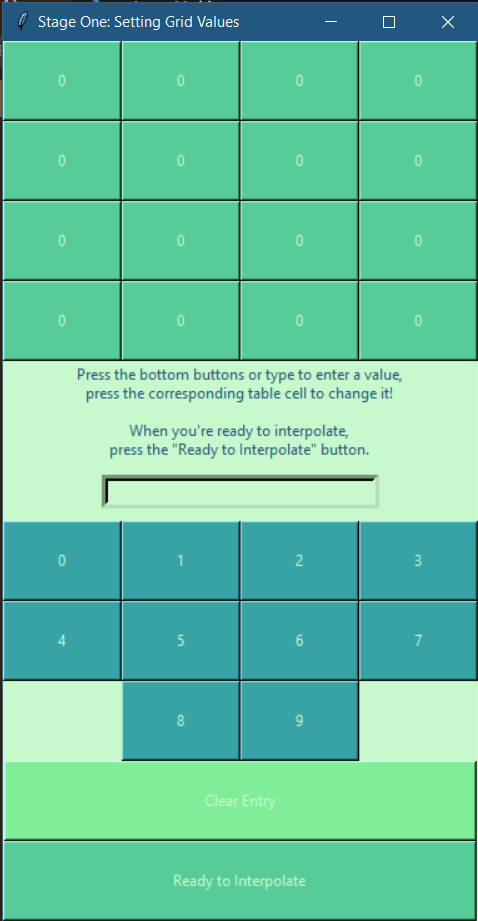 Stage One: Setting Grid Values
0 0 0 0
0 0 0 0
0 0 0 0
0 0 0 0
Press the bottom buttons or type to enter a value,
press the corresponding table cell to change it!
When you're ready to interpolate,
press the "Ready to Interpolate" button.
0 1 2 3
4 5 6 7
8 9
Clear Entry
Ready to Interpolate